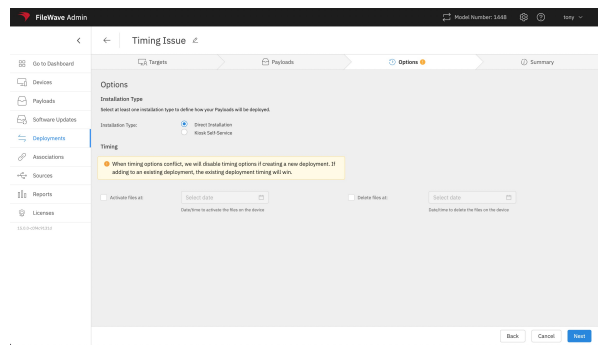 FileWave Admin
Model Number: 1448
tony
Timing Issue
Go to Dashboard
Devices
Payloads
Software Updates
Deployments
Associations
Sources
Reports
Licenses
Targets
Payloads
Options
Summary
Options
Installation Type
Select at least one installation type to define how your Payloads will be deployed.
Installation Type:
Direct Installation
Kiosk Self-Service
Timing
When timing options conflict, we will disable timing options if creating a new deployment. If
adding to an existing deployment, the existing deployment timing will win.
Activate files at:
Select date
Date/time to activate the files on the device
Delete files at:
Select date
Date/time to delete the files on the device
Back
Cancel
Next